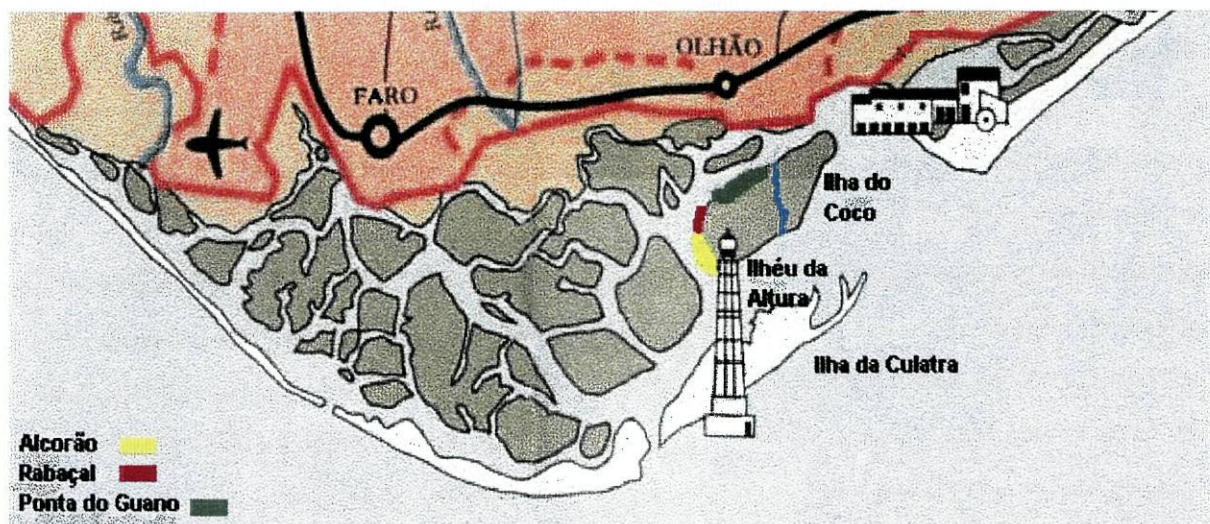 OLHÃO
FARO
Ilha do
Coco
Ilhéu da
Altura
Ilha da Culatra
Alcorão
Rabaçal
Ponta do Guano